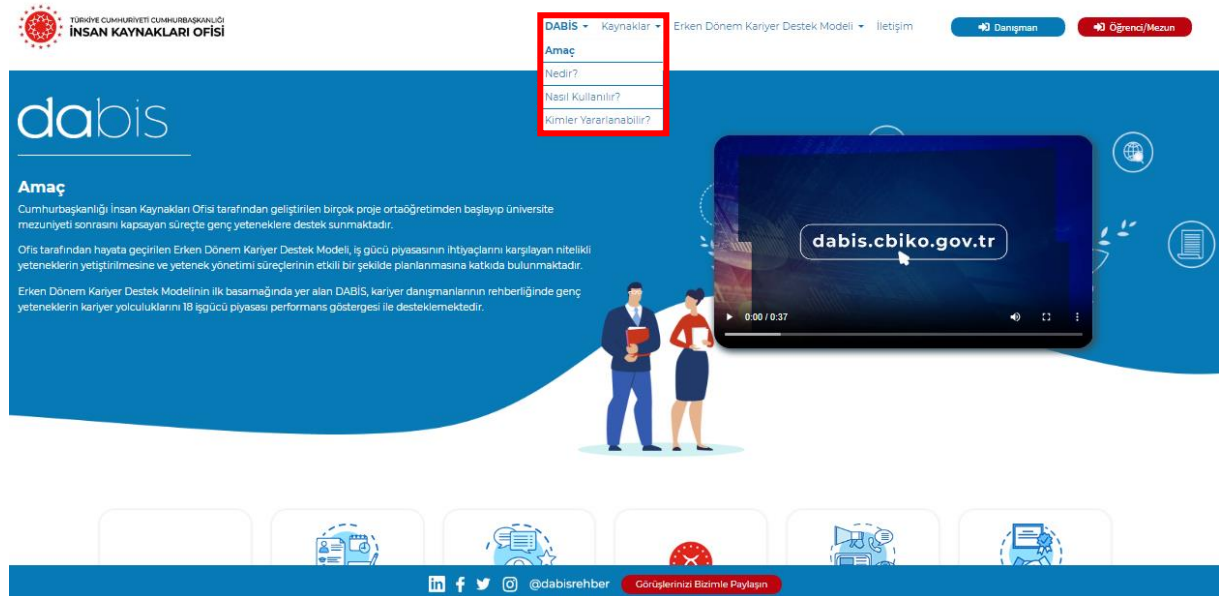 TÜRKİYE CUMHURİYETİ CUMHURBAŞKANLIĞI
İNSAN KAYNAKLARI OFİSİ
DABİS Kaynaklar Erken Dönem Kariyer Destek Modeli İletişim Danışman Öğrenci/Mezun
Amaç
Nedir?
Nasıl Kullanılır?
Kimler Yararlanabilir?
dabis
Amaç
Cumhurbaşkanlığı İnsan Kaynakları Ofisi tarafından geliştirilen birçok proje ortaöğretimden başlayıp üniversite
mezuniyeti sonrasını kapsayan süreçte genç yeteneklere destek sunmaktadır.
Ofis tarafından hayata geçirilen Erken Dönem Kariyer Destek Modeli, iş gücü piyasasının ihtiyaçlarını karşılayan nitelikli
yeteneklerin yetiştirilmesine ve yetenek yönetimi süreçlerinin etkili bir şekilde planlanmasına katkıda bulunmaktadır.
Erken Dönem Kariyer Destek Modelinin ilk basamağında yer alan DABİS, kariyer danışmanlarının rehberliğinde genç
yeteneklerin kariyer yolculuklarını 18 işgücü piyasası performans göstergesi ile desteklemektedir.
dabis.cbiko.gov.tr
0:00 / 0:37
@dabisrehber Görüşlerinizi Bizimle Paylaşın